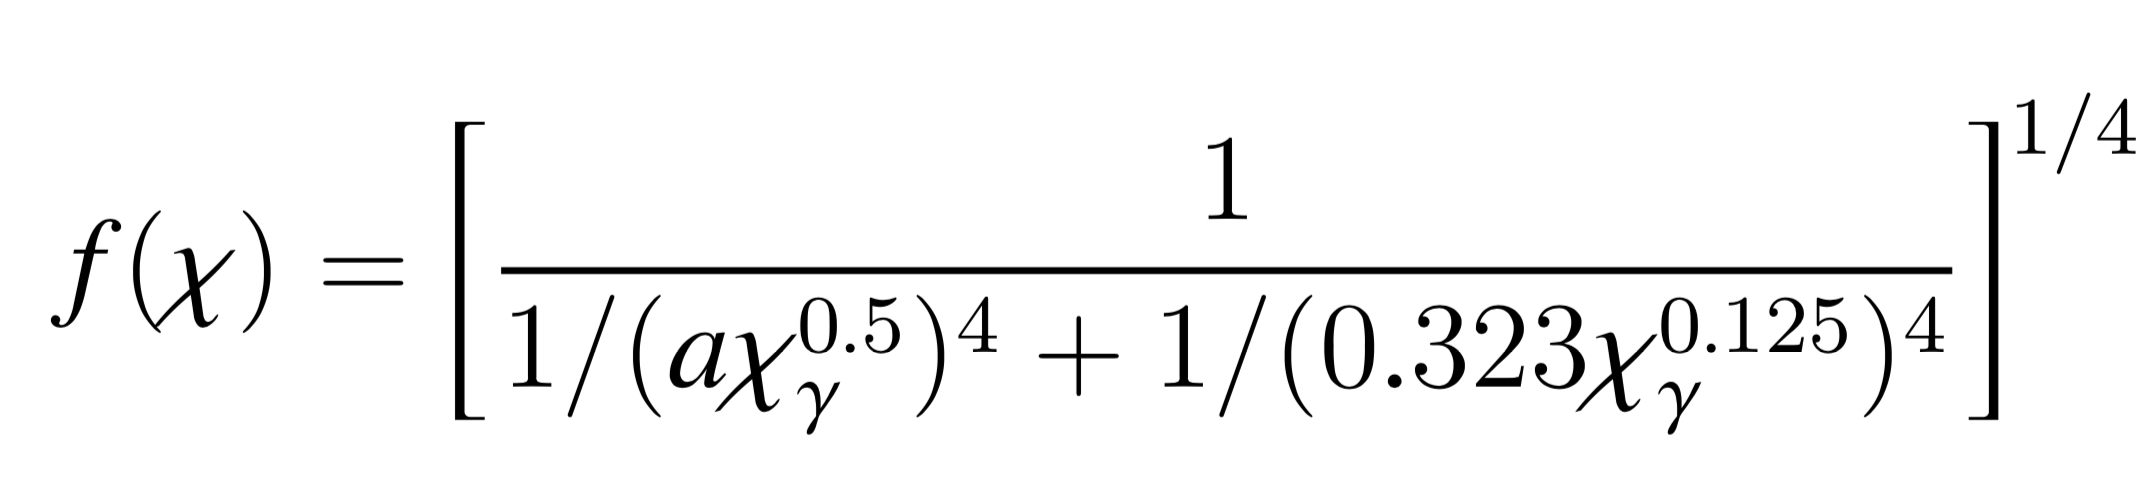 f(χ) = [1 / (1/(aχ_γ^{0.5})^4 + 1/(0.323χ_γ^{0.125})^4)]^{1/4}